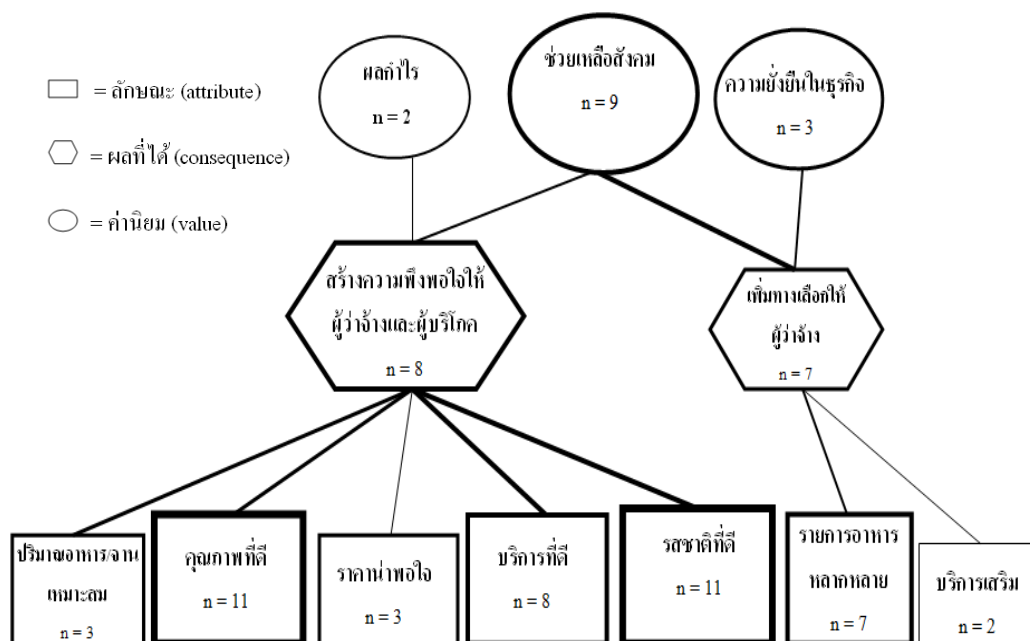 = ลักษณะ (attribute)
= ผลที่ได้ (consequence)
= ค่านิยม (value)
ผลกำไร
n = 2
ช่วยเหลือสังคม
n = 9
ความยั่งยืนในธุรกิจ
n = 3
สร้างความพึงพอใจให้
ผู้ว่าจ้างและผู้บริโภค
n = 8
เพิ่มทางเลือกให้
ผู้ว่าจ้าง
n = 7
ปริมาณอาหาร/จาน
เหมาะสม
n = 3
คุณภาพที่ดี
n = 11
ราคาน่าพอใจ
n = 3
บริการที่ดี
n = 8
รสชาติที่ดี
n = 11
รายการอาหาร
หลากหลาย
n = 7
บริการเสริม
n = 2